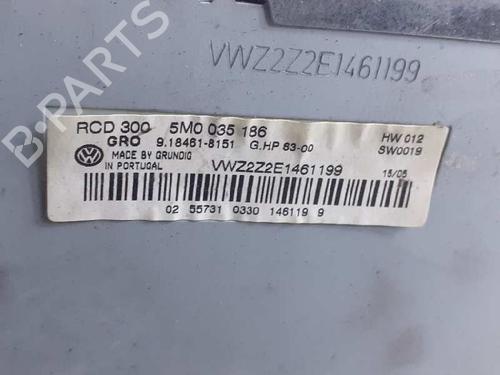 VWZ2Z2E1461199
RCD 300 5M0 035 186
GRO 9.18461-8151 G.HP 63-00 HW 012
MADE BY GRUNDIG SW0019
IN PORTUGAL VWZ2Z2E1461199 15/05
02 55731 0330 146119 9
B-PARTS